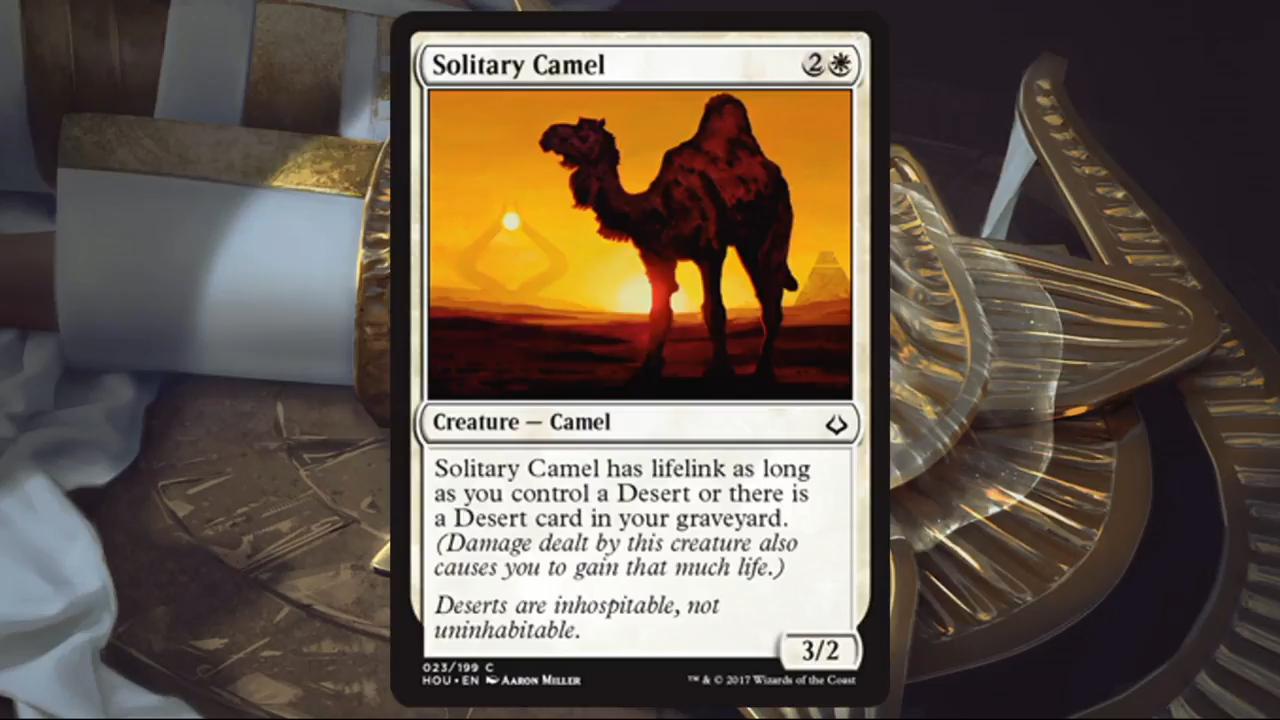 Solitary Camel 2
Creature — Camel
Solitary Camel has lifelink as long
as you control a Desert or there is
a Desert card in your graveyard.
(Damage dealt by this creature also
causes you to gain that much life.)
Deserts are inhospitable, not
uninhabitable.
3/2
023/199 C
HOU • EN Aaron Miller
™ & © 2017 Wizards of the Coast